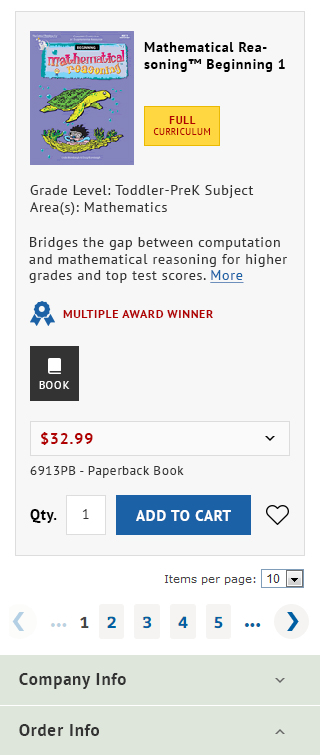 BEGINNING
mathematical
reasoning
Mathematical Rea-
soning™ Beginning 1
FULL
CURRICULUM
Grade Level: Toddler-PreK Subject
Area(s): Mathematics
Bridges the gap between computation
and mathematical reasoning for higher
grades and top test scores. More
MULTIPLE AWARD WINNER
BOOK
$32.99
6913PB - Paperback Book
Qty. 1 ADD TO CART
Items per page: 10
... 1 2 3 4 5 ...
Company Info
Order Info